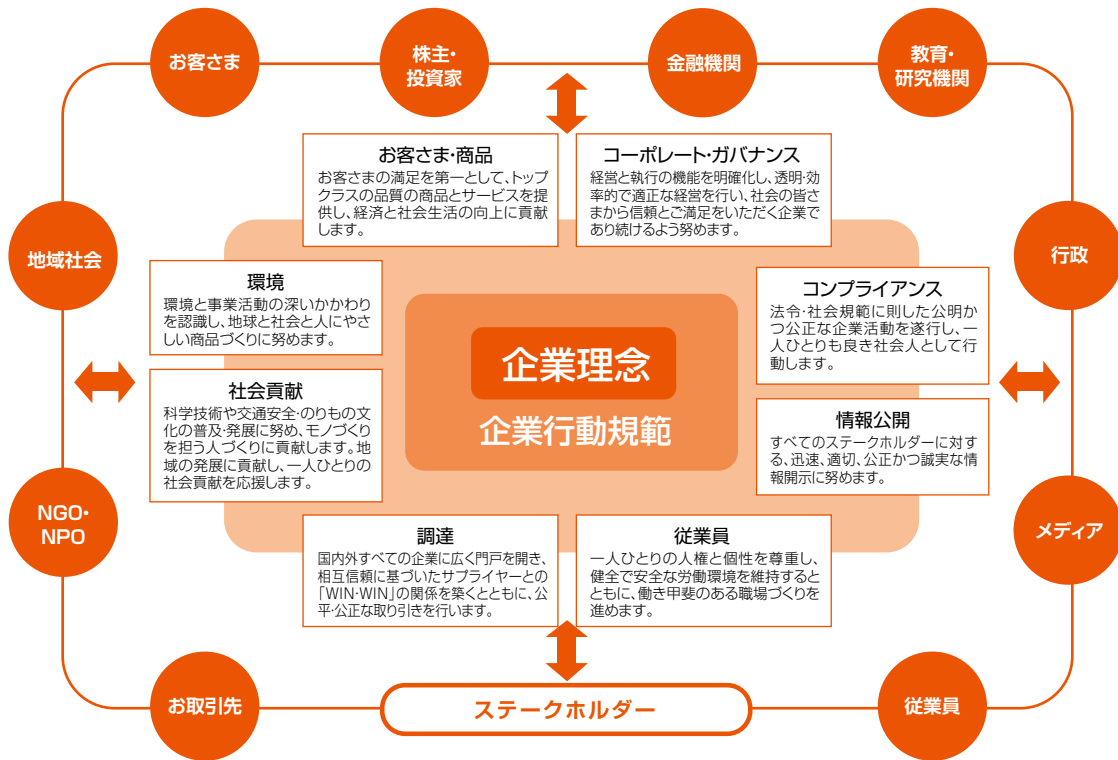 お客さま
株主・
投資家
金融機関
教育・
研究機関
お客さま・商品
お客さまの満足を第一として、トップ
クラスの品質の商品とサービスを提
供し、経済と社会生活の向上に貢献
します。
コーポレート・ガバナンス
経営と執行の機能を明確化し、透明・効
率的で適正な経営を行い、社会の皆さ
まから信頼とご満足をいただく企業で
あり続けるよう努めます。
地域社会
行政
環境
環境と事業活動の深いかかわり
を認識し、地球と社会と人にやさ
しい商品づくりに努めます。
コンプライアンス
法令・社会規範に則した公明か
つ公正な企業活動を遂行し、一
人ひとりも良き社会人として行
動します。
企業理念
企業行動規範
社会貢献
科学技術や交通安全・のりもの文
化の普及・発展に努め、モノづくり
を担う人づくりに貢献します。地
域の発展に貢献し、一人ひとりの
社会貢献を応援します。
情報公開
すべてのステークホルダーに対す
る、迅速、適切、公正かつ誠実な情
報開示に努めます。
NGO・
NPO
メディア
調達
国内外すべての企業に広く門戸を開き、
相互信頼に基づいたサプライヤーとの
「WIN・WIN」の関係を築くとともに、公
平・公正な取り引きを行います。
従業員
一人ひとりの人権と個性を尊重し、
健全で安全な労働環境を維持すると
ともに、働き甲斐のある職場づくりを
進めます。
お取引先
ステークホルダー
従業員